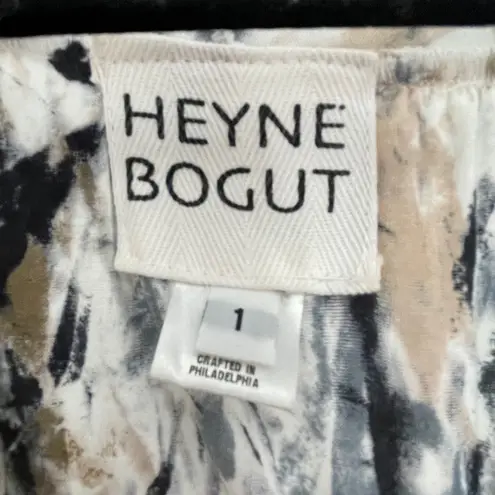 HEYNE
BOGUT
1
CRAFTED IN
PHILADELPHIA